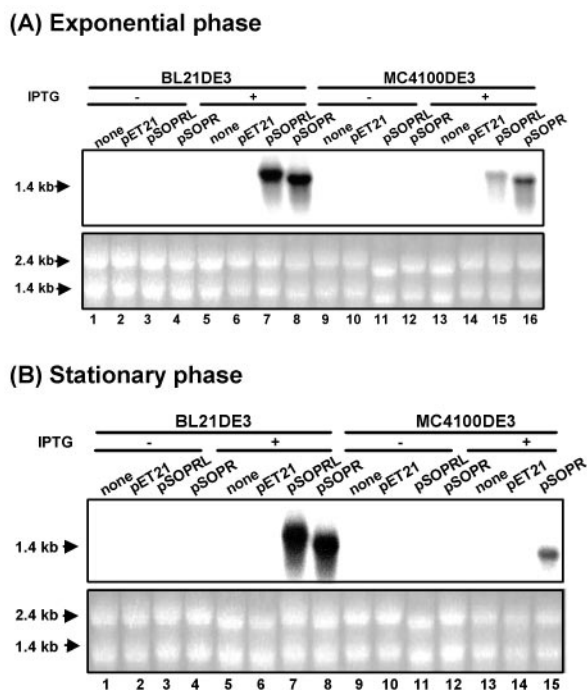 (A) Exponential phase
BL21DE3 MC4100DE3
IPTG - + - +
none pET21 pSOPRL pSOPR none pET21 pSOPRL pSOPR none pET21 pSOPRL pSOPR none pET21 pSOPRL pSOPR
1.4 kb
2.4 kb
1.4 kb
1 2 3 4 5 6 7 8 9 10 11 12 13 14 15 16
(B) Stationary phase
BL21DE3 MC4100DE3
IPTG - + - +
none pET21 pSOPRL pSOPR none pET21 pSOPRL pSOPR none pET21 pSOPRL pSOPR none pET21 pSOPR
1.4 kb
2.4 kb
1.4 kb
1 2 3 4 5 6 7 8 9 10 11 12 13 14 15